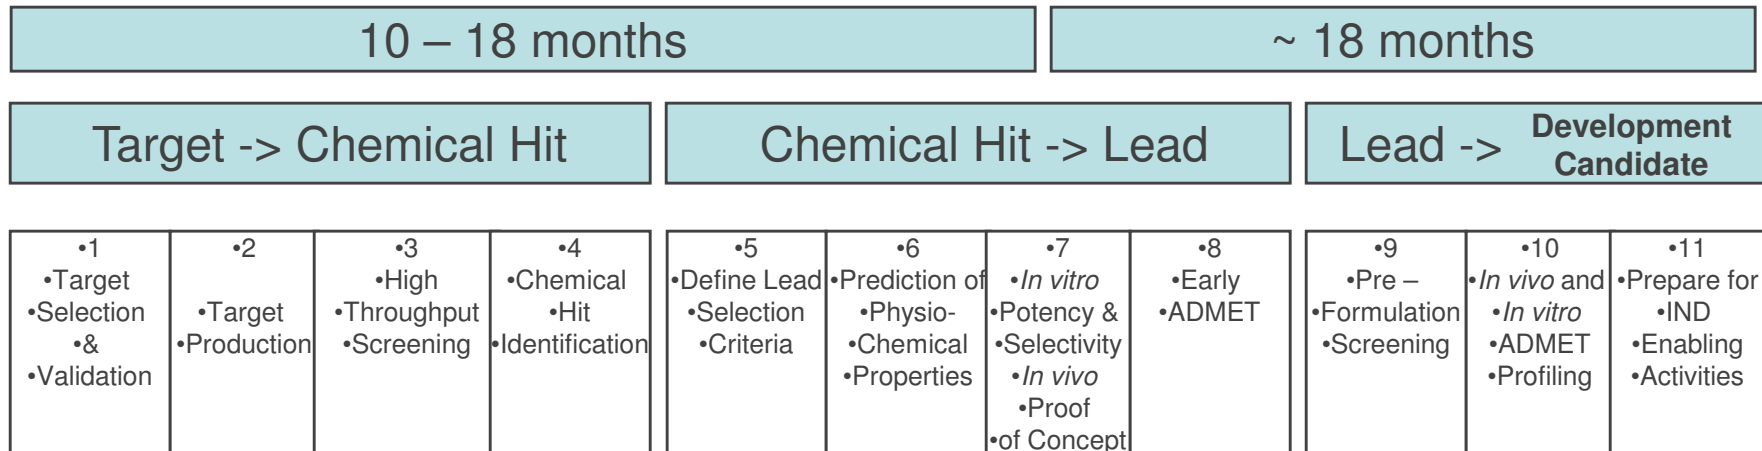 10 – 18 months
~ 18 months
Target -> Chemical Hit
Chemical Hit -> Lead
Lead -> Development
Candidate
•1
•Target
•Selection
•&
•Validation
•2
•Target
•Production
•3
•High
•Throughput
•Screening
•4
•Chemical
•Hit
•Identification
•5
•Define Lead
•Selection
•Criteria
•6
•Prediction of
•Physio-
•Chemical
•Properties
•7
•In vitro
•Potency &
•Selectivity
•In vivo
•Proof
•of Concept
•8
•Early
•ADMET
•9
•Pre –
•Formulation
•Screening
•10
•In vivo and
•In vitro
•ADMET
•Profiling
•11
•Prepare for
•IND
•Enabling
•Activities